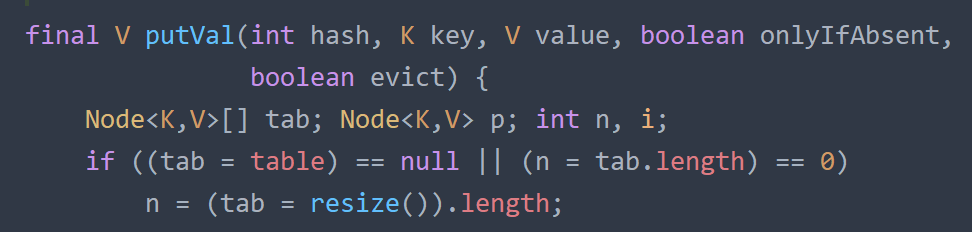 final V putVal(int hash, K key, V value, boolean onlyIfAbsent,
               boolean evict) {
    Node<K,V>[] tab; Node<K,V> p; int n, i;
    if ((tab = table) == null || (n = tab.length) == 0)
        n = (tab = resize()).length;